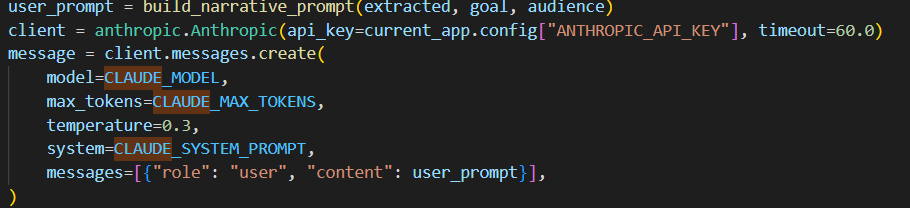 user_prompt = build_narrative_prompt(extracted, goal, audience)
client = anthropic.Anthropic(api_key=current_app.config["ANTHROPIC_API_KEY"], timeout=60.0)
message = client.messages.create(
    model=CLAUDE_MODEL,
    max_tokens=CLAUDE_MAX_TOKENS,
    temperature=0.3,
    system=CLAUDE_SYSTEM_PROMPT,
    messages=[{"role": "user", "content": user_prompt}],
)